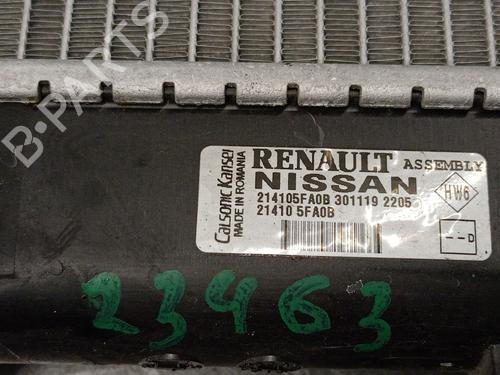 B-PARTS
Calsonic Kansei
MADE IN ROMANIA
RENAULT ASSEMBLY
NISSAN
214105FA0B 301119 2205
21410 5FA0B
HW6
--D
23463